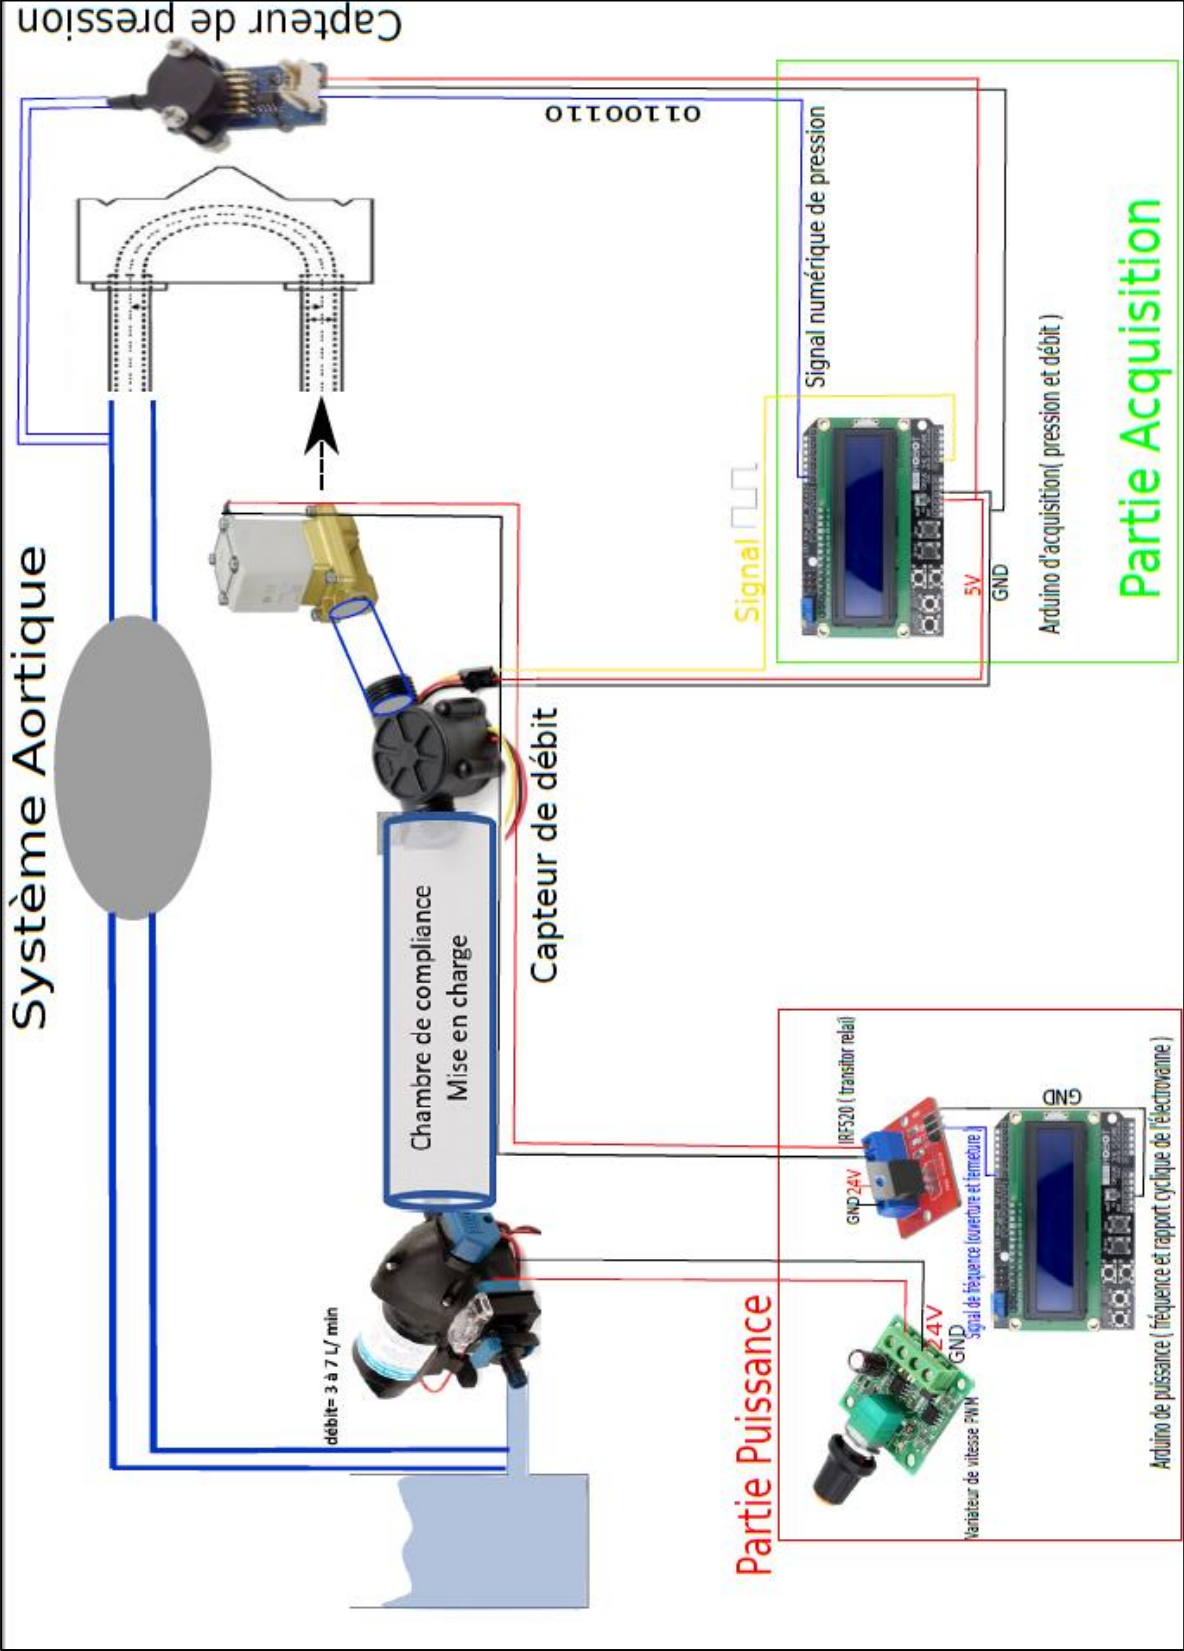 Système Aortique
Capteur de pression
01100110
débit= 3 à 7 L/ min
Chambre de compliance
Mise en charge
Capteur de débit
Signal
Signal numérique de pression
5V
GND
Arduino d'acquisition( pression et débit )
Partie Acquisition
Partie Puissance
IRF520 ( transitor relai)
GND 24V
GND
Signal de fréquence (ouverture et fermeture )
24V
GND
Variateur de vitesse PWM
Arduino de puissance ( fréquence et rapport cyclique de l'électrovanne )